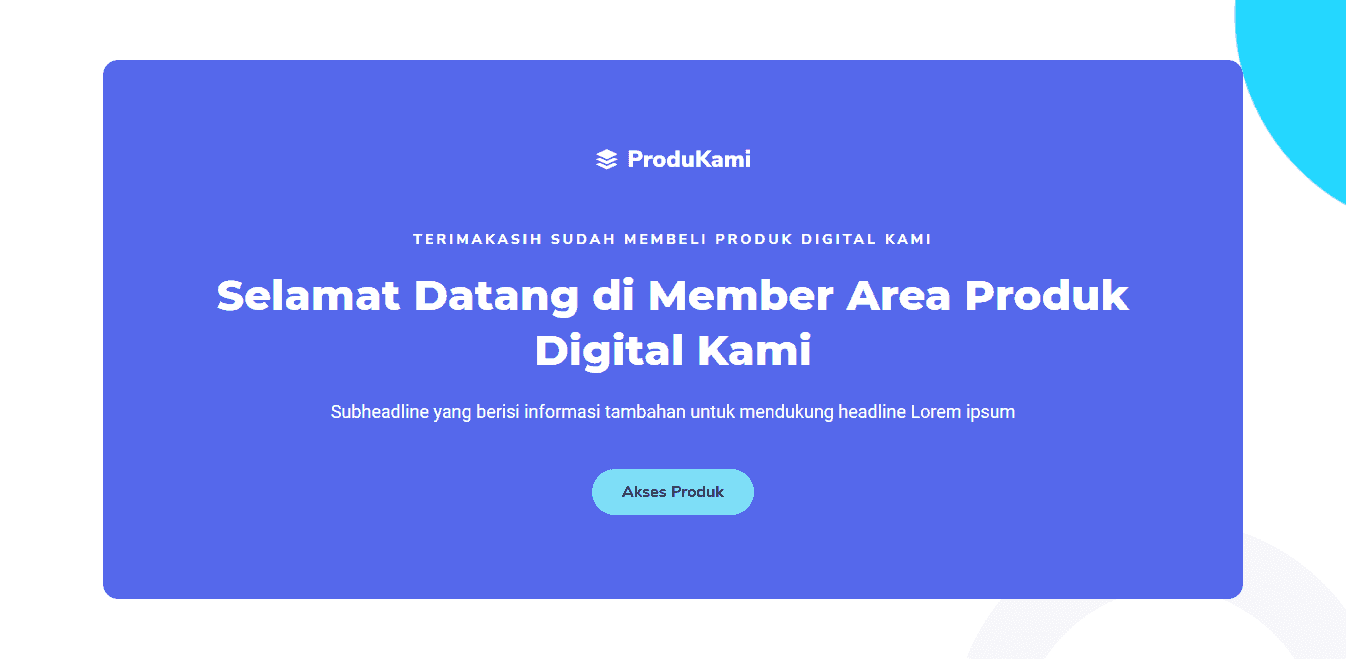 ProduKami
TERIMAKASIH SUDAH MEMBELI PRODUK DIGITAL KAMI
Selamat Datang di Member Area Produk
Digital Kami
Subheadline yang berisi informasi tambahan untuk mendukung headline Lorem ipsum
Akses Produk